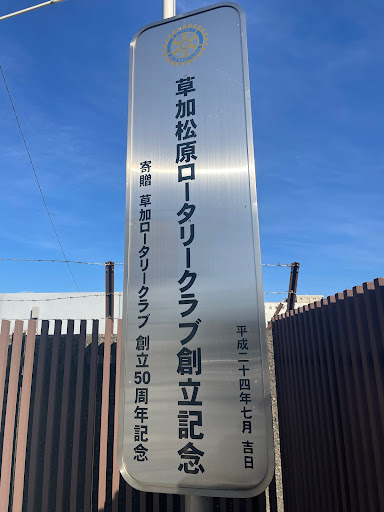 草加松原ロータリークラブ創立記念
寄贈 草加ロータリークラブ 創立50周年記念
平成二十四年七月 吉日